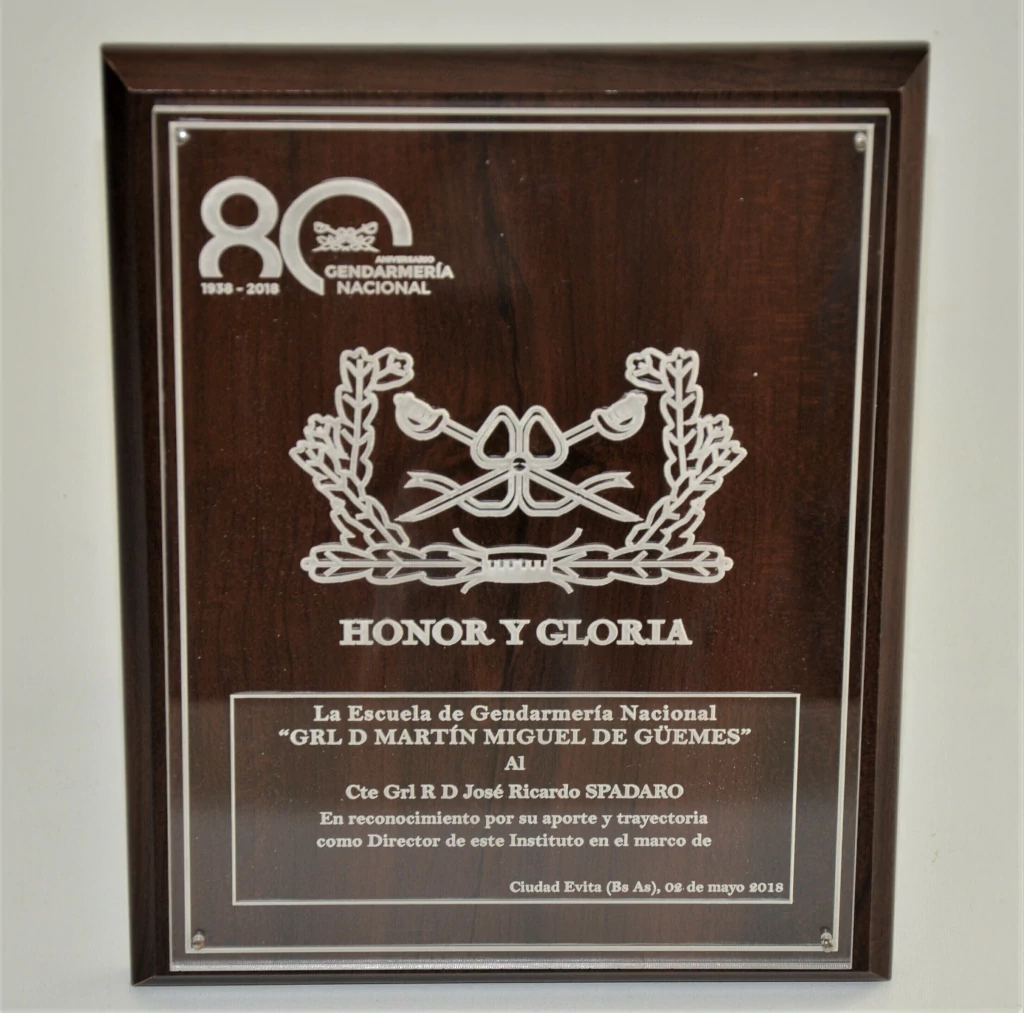 80
ANIVERSARIO
GENDARMERÍA
1938 - 2018 NACIONAL
HONOR Y GLORIA
La Escuela de Gendarmería Nacional
“GRL D MARTÍN MIGUEL DE GÜEMES”
Al
Cte Grl R D José Ricardo SPADARO
En reconocimiento por su aporte y trayectoria
como Director de este Instituto en el marco de
Ciudad Evita (Bs As), 02 de mayo 2018